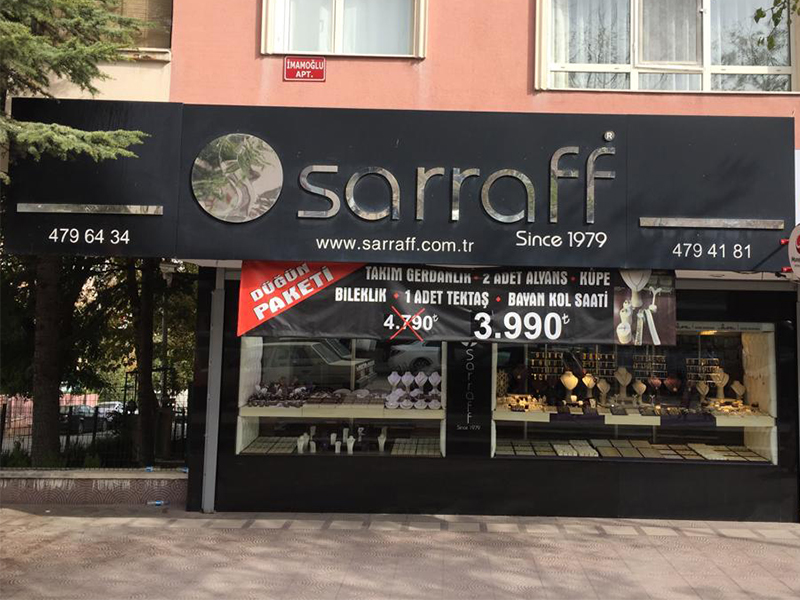 İMAMOĞLU
APT.
sarraff®
Since 1979
www.sarraff.com.tr
479 64 34
479 41 81
DÜĞÜN
PAKETİ
TAKIM GERDANLIK • 2 ADET ALYANS • KÜPE
BİLEKLİK • 1 ADET TEKTAŞ • BAYAN KOL SAATİ
4.790₺
3.990₺
sarraff
Since 1979